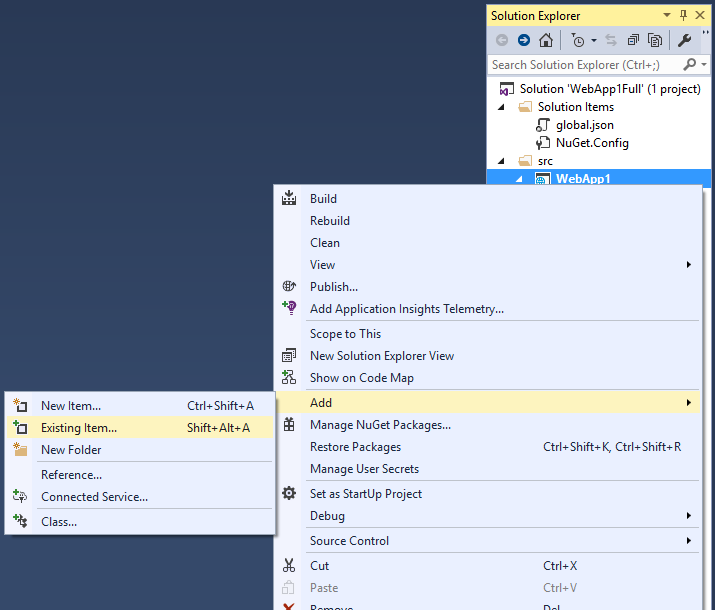 Solution Explorer
Search Solution Explorer (Ctrl+;)
Solution 'WebApp1Full' (1 project)
Solution Items
global.json
NuGet.Config
src
WebApp1
Build
Rebuild
Clean
View
Publish...
Add Application Insights Telemetry...
Scope to This
New Solution Explorer View
Show on Code Map
Add
Manage NuGet Packages...
Restore Packages Ctrl+Shift+K, Ctrl+Shift+R
Manage User Secrets
Set as StartUp Project
Debug
Source Control
Cut Ctrl+X
Paste Ctrl+V
Remove Del
New Item... Ctrl+Shift+A
Existing Item... Shift+Alt+A
New Folder
Reference...
Connected Service...
Class...